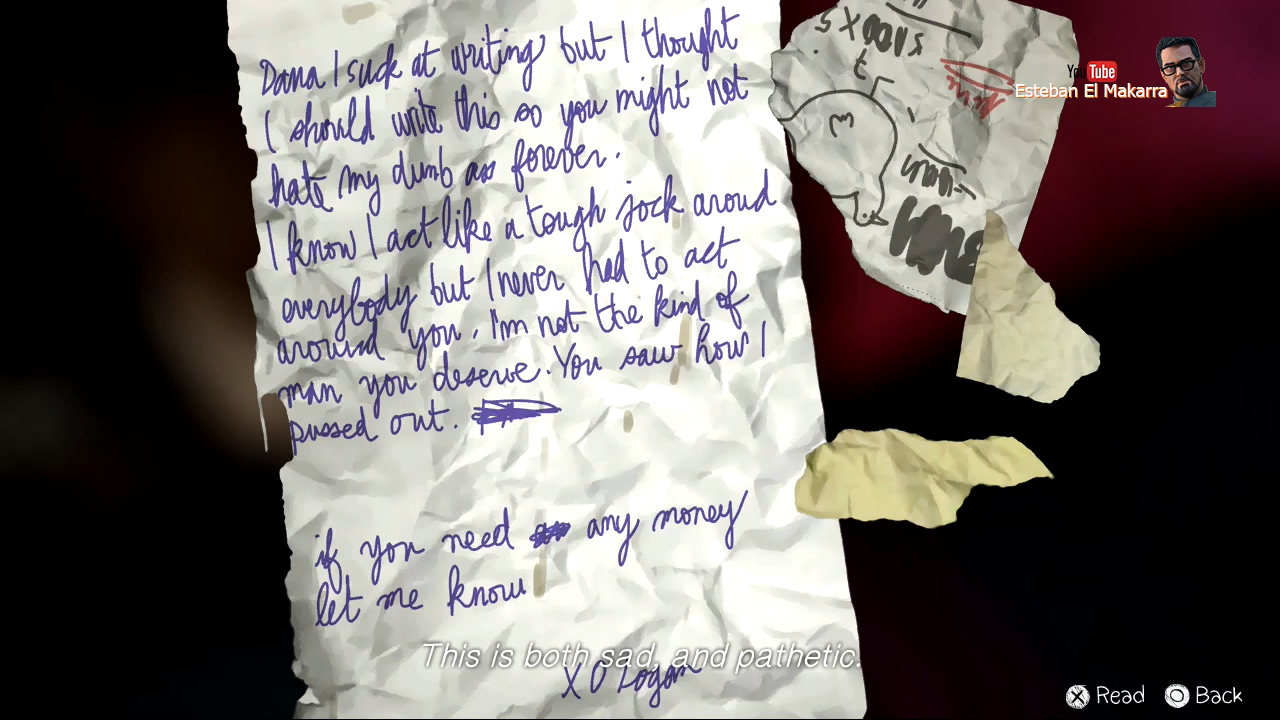 Dana I suck at writing but I thought
I should write this so you might not
hate my dumb ass forever.
I know I act like a tough jock aroud
everybody but I never had to act
around you. I'm not the kind of
man you deserve. You saw how I
pussed out.
if you need any money
let me know
XO Logan
This is both sad, and pathetic.
YouTube
Esteban El Makarra
Read Back